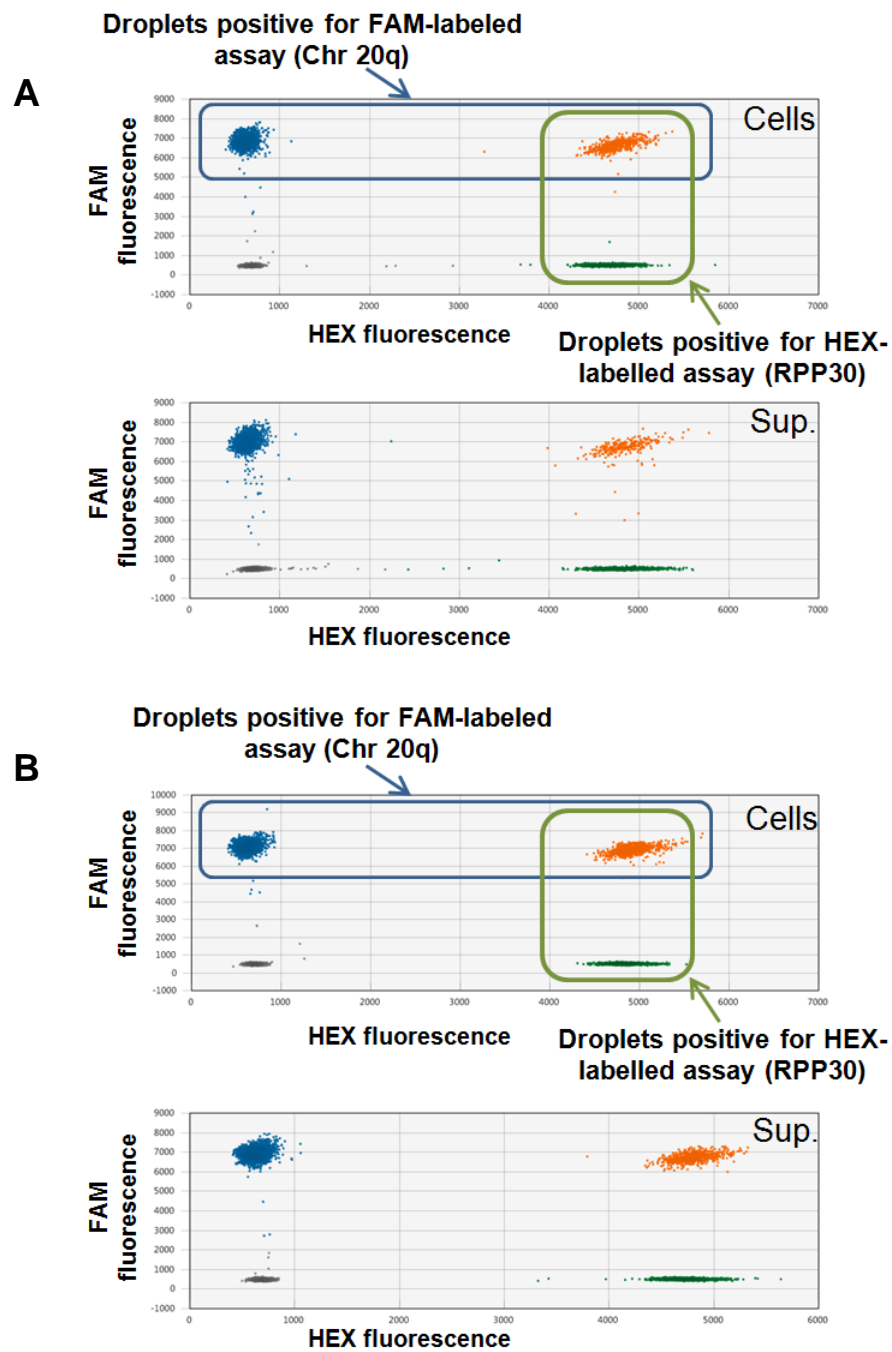 Droplets positive for FAM-labeled
assay (Chr 20q)
A
9000
8000
7000
6000
5000
4000
3000
2000
1000
0
-1000
FAM
fluorescence
Cells
0
1000
2000
3000
4000
5000
6000
7000
HEX fluorescence
Droplets positive for HEX-
labelled assay (RPP30)
9000
8000
7000
6000
5000
4000
3000
2000
1000
0
-1000
FAM
fluorescence
Sup.
0
1000
2000
3000
4000
5000
6000
7000
HEX fluorescence
Droplets positive for FAM-labeled
assay (Chr 20q)
B
10000
9000
8000
7000
6000
5000
4000
3000
2000
1000
0
-1000
FAM
fluorescence
Cells
0
1000
2000
3000
4000
5000
6000
7000
HEX fluorescence
Droplets positive for HEX-
labelled assay (RPP30)
9000
8000
7000
6000
5000
4000
3000
2000
1000
0
-1000
FAM
fluorescence
Sup.
0
1000
2000
3000
4000
5000
6000
HEX fluorescence